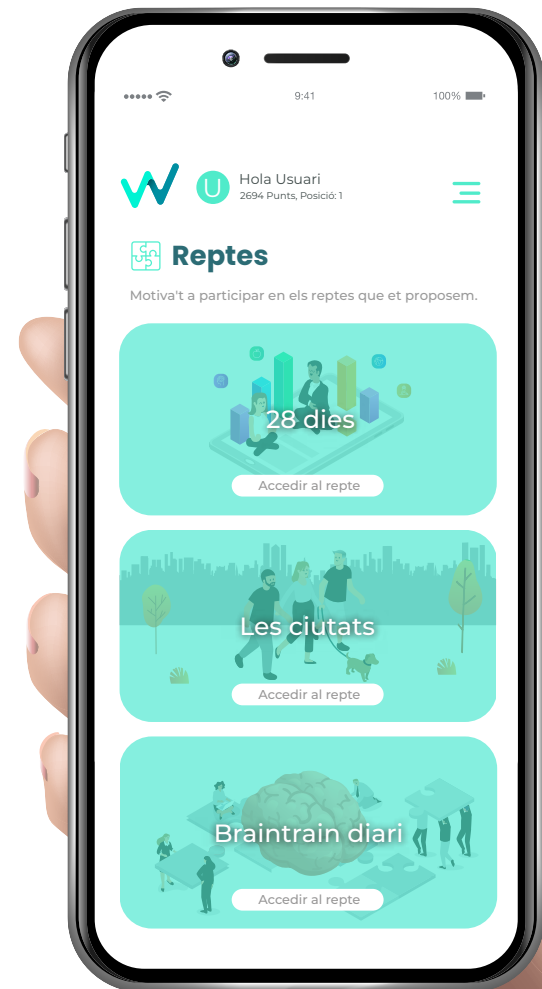 9:41
100%
U
Hola Usuari
2694 Punts, Posició: 1
Reptes
Motiva't a participar en els reptes que et proposem.
28 dies
Accedir al repte
Les ciutats
Accedir al repte
Braintrain diari
Accedir al repte